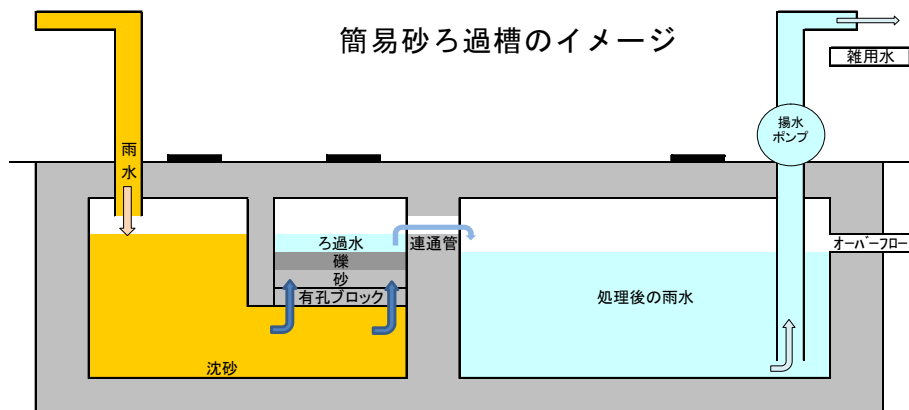 簡易砂ろ過槽のイメージ
雑用水
揚水
ポンプ
雨
水
ろ過水
連通管
オーバーフロー
礫
砂
有孔ブロック
処理後の雨水
沈砂